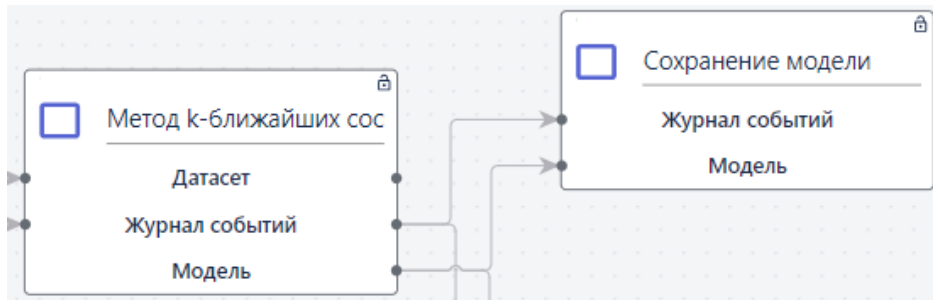 Метод k-ближайших сос
Датасет
Журнал событий
Модель
Сохранение модели
Журнал событий
Модель